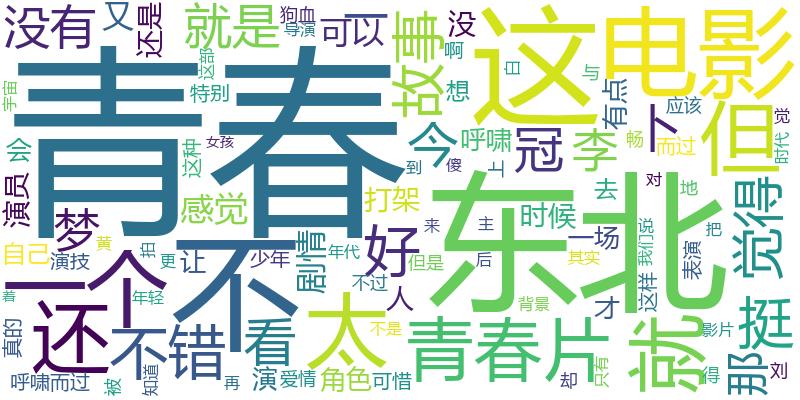 没有
又
还是
就是
狗血
导演
一
可以
故事
没
啊
想
这
电影
白
与
有点
下
应该
但
觉
时代
宇宙
这部
特别
青春
会
这种
女孩
演员
梦
感觉
打架
今
呼啸
冠
李
到
傻
上
去
畅
而过
对
地
觉得
自己
黄
拍
演技
更
让
不
少年
剧情
年代
好
但是
来
主
后
东北
时候
一场
其实
才
我们说
这样
表演
把
一个
着
年轻
不过
人
背景
挺
还
真的
不错
看
太
不是
青春片
就
影片
只有
那
得
刘
呼啸而过
被
知道
再
演
爱情
角色
可惜
却